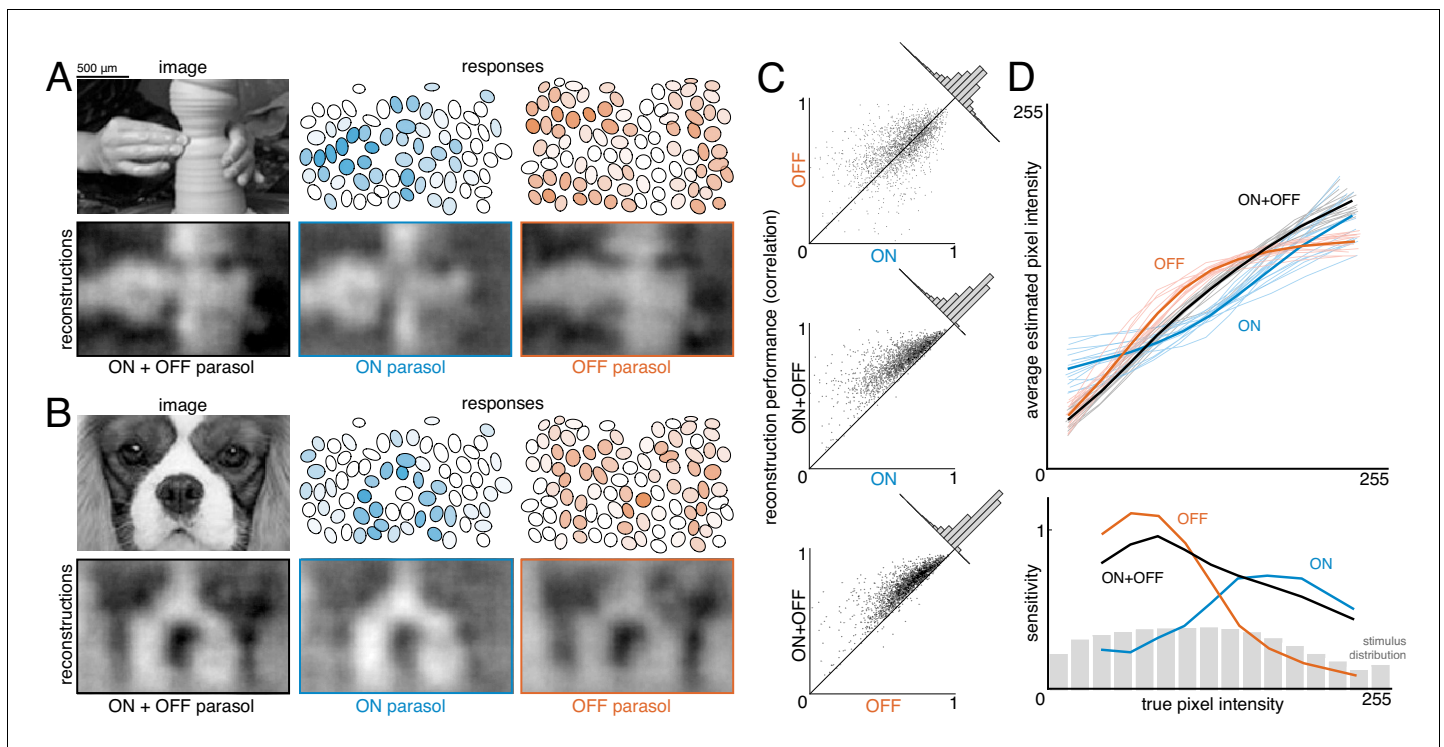 A
500 µm
image
responses
reconstructions
ON + OFF parasol
ON parasol
OFF parasol
B
image
responses
reconstructions
ON + OFF parasol
ON parasol
OFF parasol
C
reconstruction performance (correlation)
1
OFF
0
ON
1
1
ON+OFF
0
ON
1
1
ON+OFF
0
OFF
1
D
255
average estimated pixel intensity
ON+OFF
OFF
ON
0
255
1
sensitivity
OFF
ON
ON+OFF
stimulus
distribution
0
true pixel intensity
255